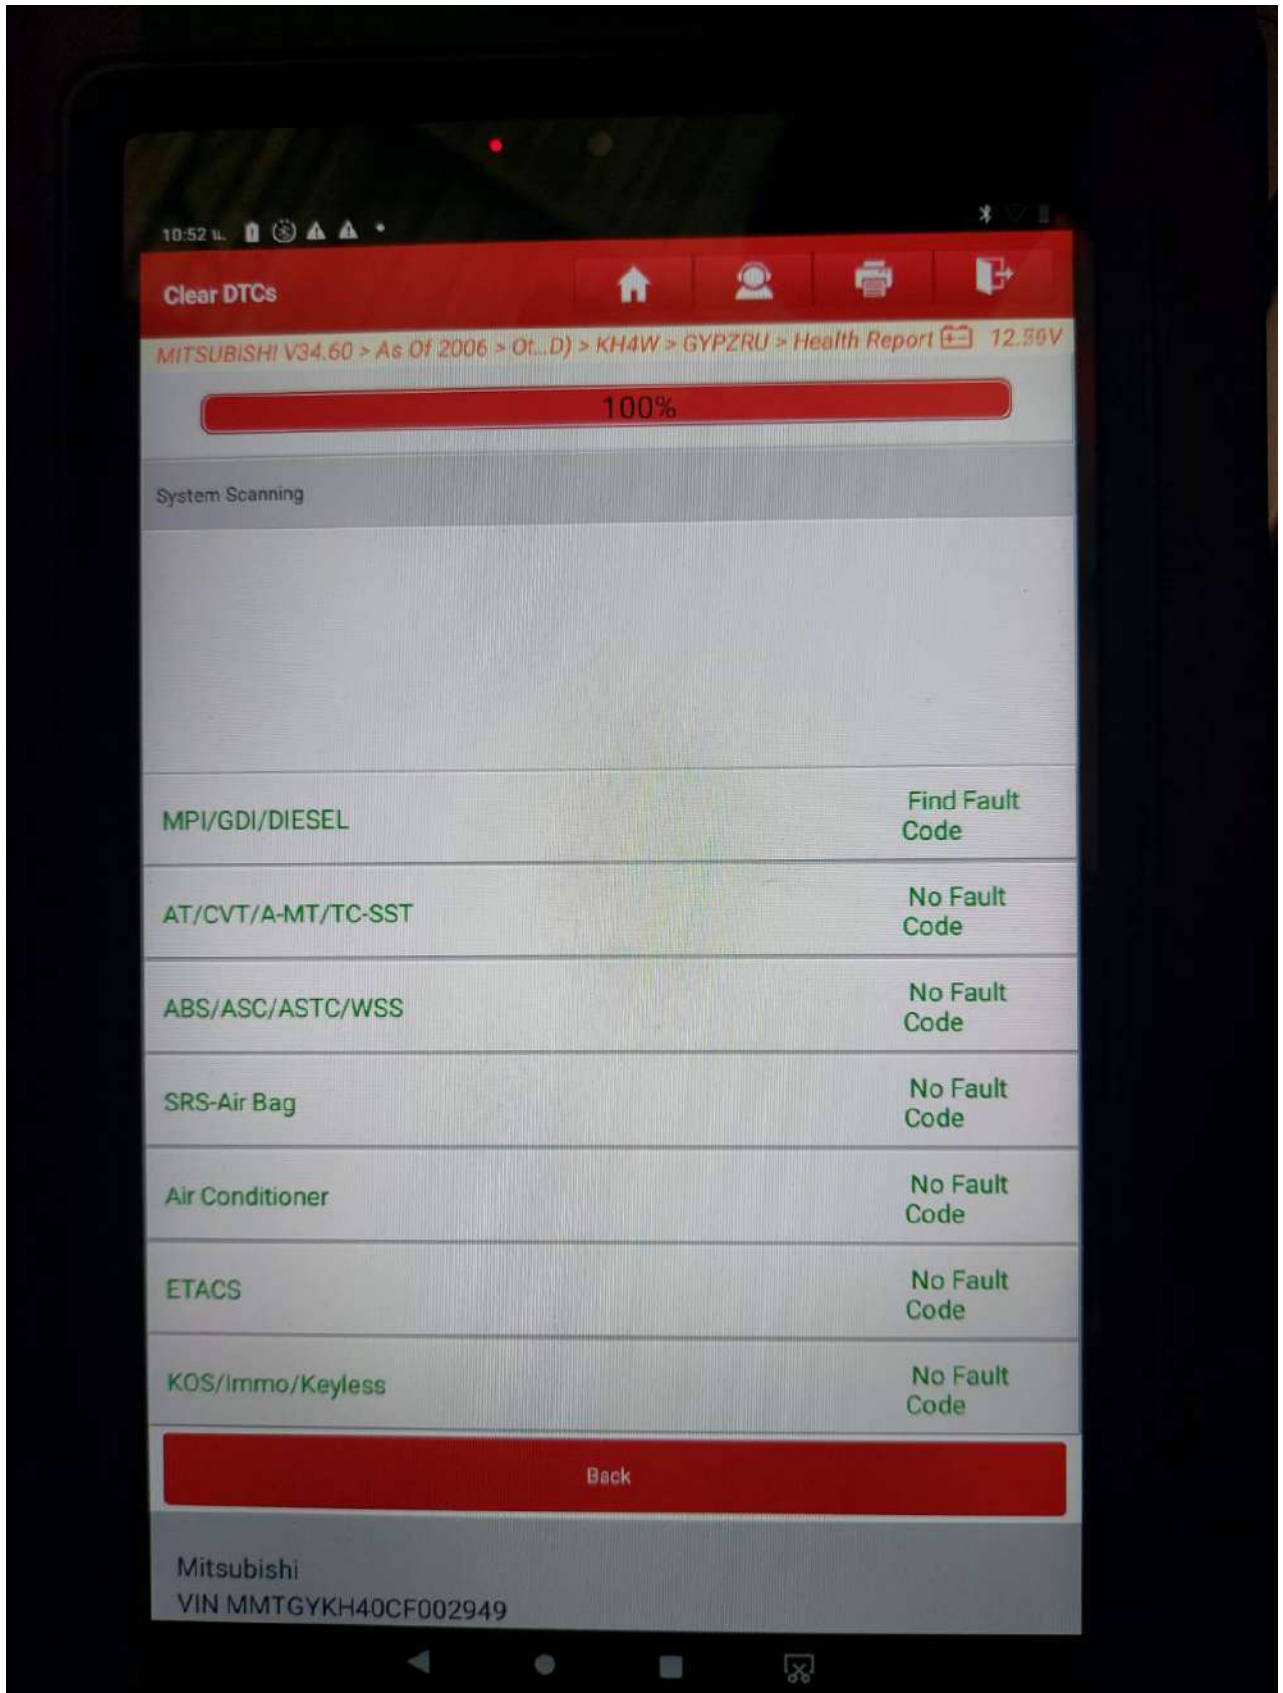 10:52 น.
Clear DTCs
MITSUBISHI V34.60 > As Of 2006 > Ot...D) > KH4W > GYPZRU > Health Report 12.59V
100%
System Scanning
MPI/GDI/DIESEL
Find Fault
Code
AT/CVT/A-MT/TC-SST
No Fault
Code
ABS/ASC/ASTC/WSS
No Fault
Code
SRS-Air Bag
No Fault
Code
Air Conditioner
No Fault
Code
ETACS
No Fault
Code
KOS/Immo/Keyless
No Fault
Code
Back
Mitsubishi
VIN MMTGYKH40CF002949